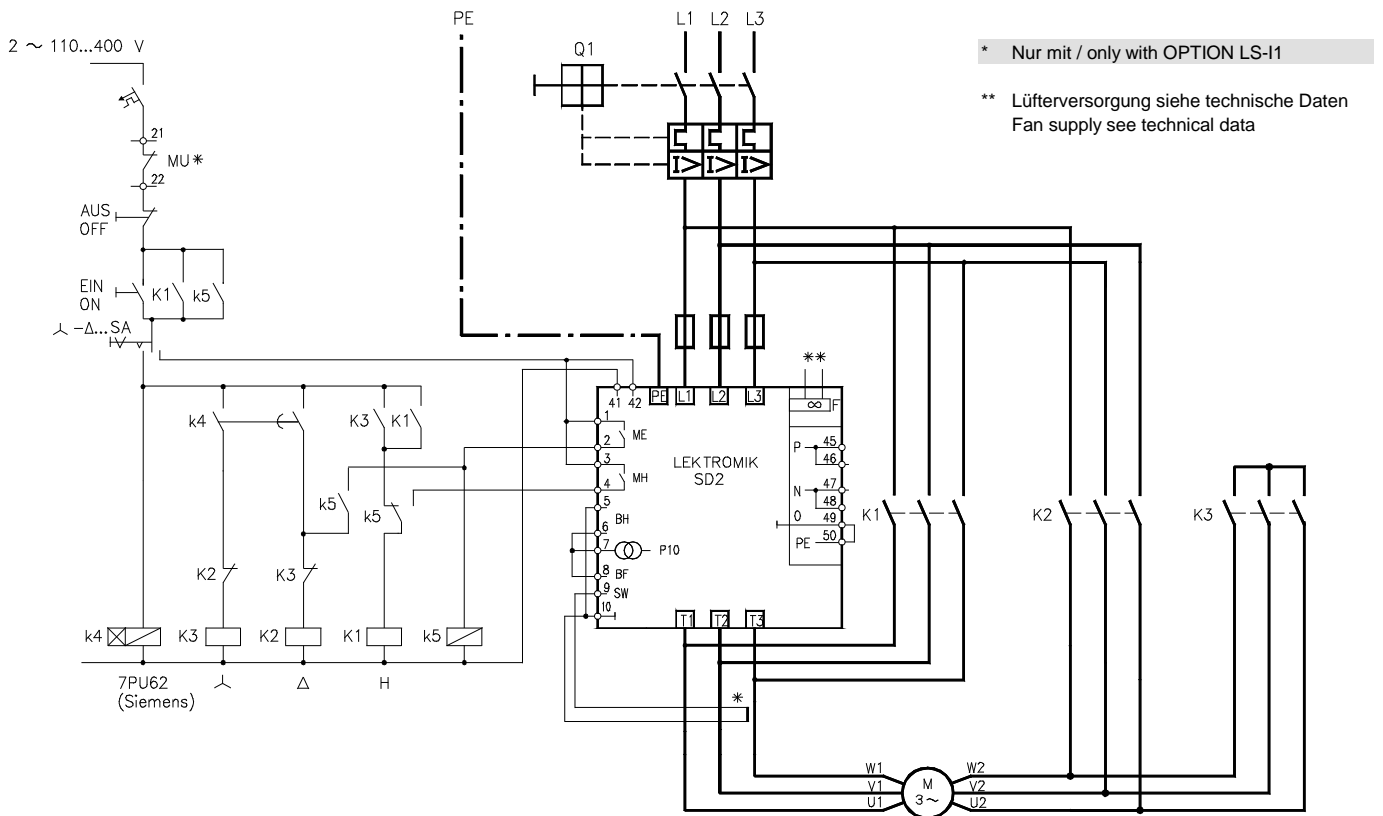 PE
L1 L2 L3
2 ~ 110...400 V
Q1
* Nur mit / only with OPTION LS-I1
** Lüfterversorgung siehe technische Daten
Fan supply see technical data
I> I> I>
21
MU*
22
AUS
OFF
EIN
ON
K1
k5
⅄ -Δ...SA
**
41 42
PE L1 L2 L3
∞ F
1
ME
2
3
MH
4
5
BH
6
7
P10
8 BF
9 SW
10
LEKTROMIK
SD2
P 45
46
N 47
48
0 49
PE 50
k4
K3 K1
k5
k5
K1
K2
K3
K2
K3
k4
K3
K2
K1
k5
T1 T2 T3
7PU62
(Siemens)
⅄
Δ
H
*
W1
V1
U1
M
3~
W2
V2
U2